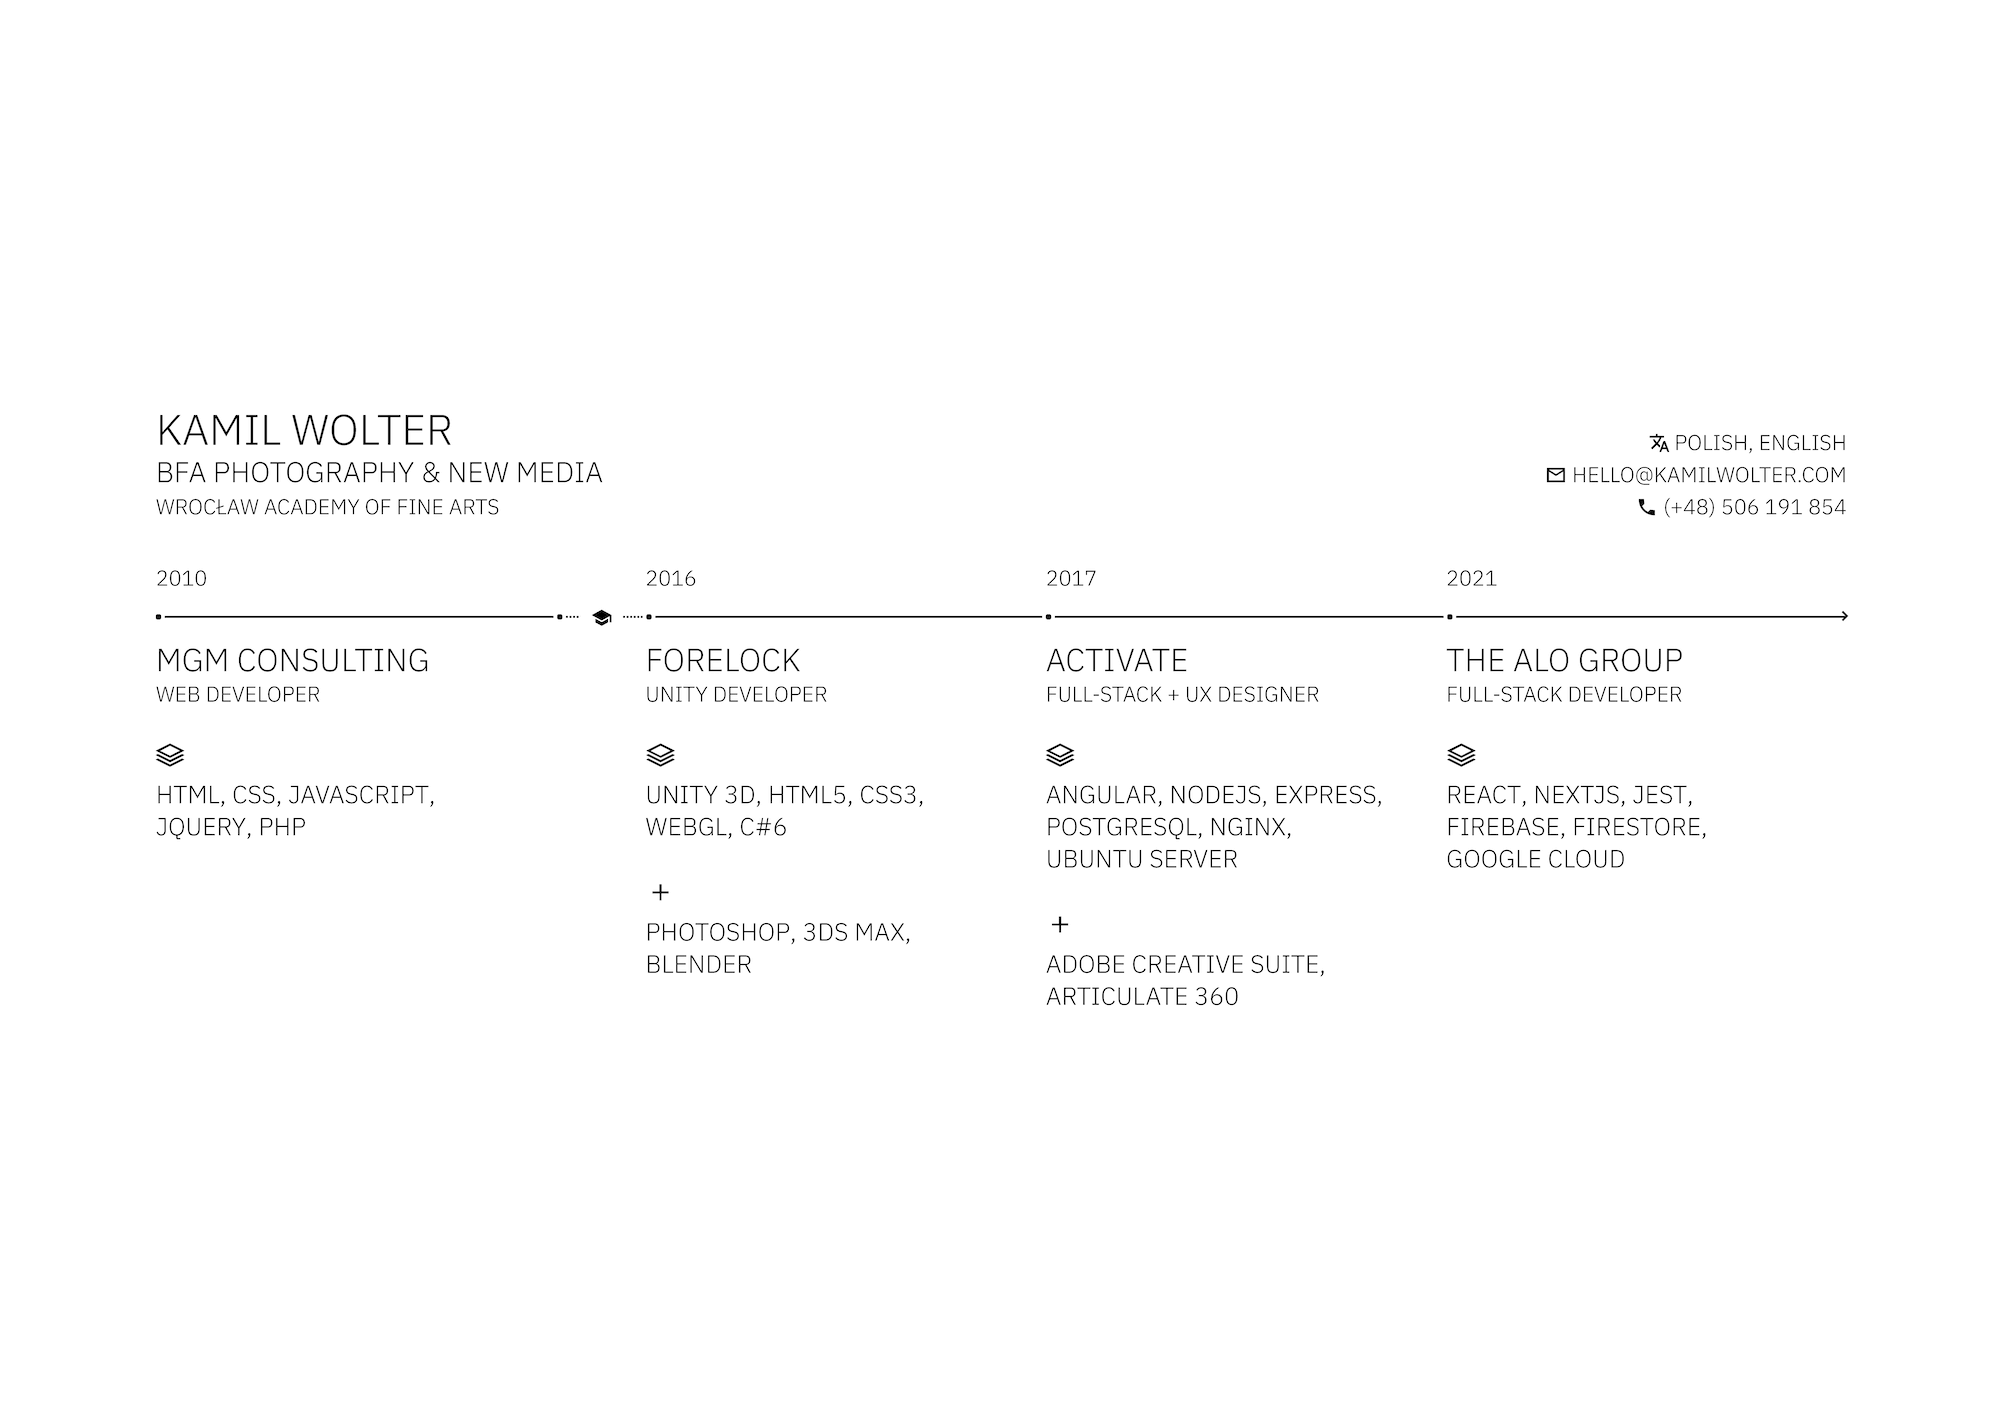 KAMIL WOLTER
BFA PHOTOGRAPHY & NEW MEDIA
WROCŁAW ACADEMY OF FINE ARTS
POLISH, ENGLISH
HELLO@KAMILWOLTER.COM
(+48) 506 191 854
2010
MGM CONSULTING
WEB DEVELOPER
HTML, CSS, JAVASCRIPT,
JQUERY, PHP
2016
FORELOCK
UNITY DEVELOPER
UNITY 3D, HTML5, CSS3,
WEBGL, C#6
+
PHOTOSHOP, 3DS MAX,
BLENDER
2017
ACTIVATE
FULL-STACK + UX DESIGNER
ANGULAR, NODEJS, EXPRESS,
POSTGRESQL, NGINX,
UBUNTU SERVER
+
ADOBE CREATIVE SUITE,
ARTICULATE 360
2021
THE ALO GROUP
FULL-STACK DEVELOPER
REACT, NEXTJS, JEST,
FIREBASE, FIRESTORE,
GOOGLE CLOUD